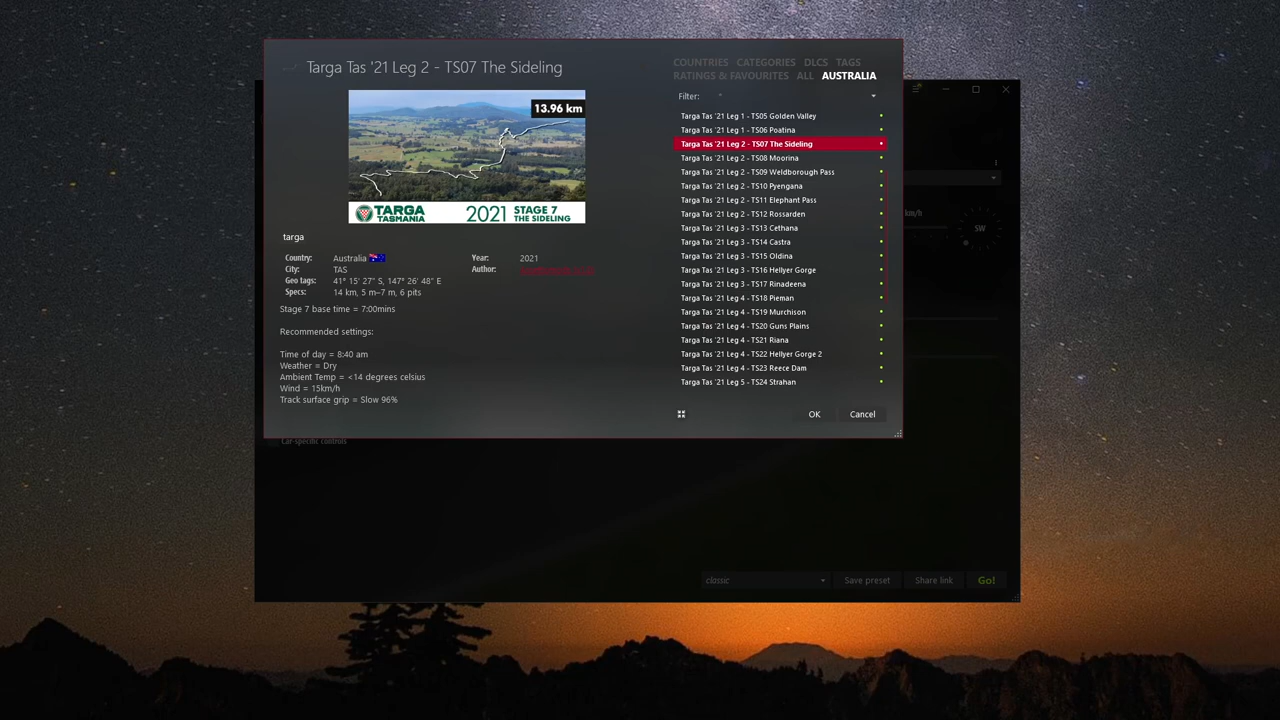 Targa Tas '21 Leg 2 - TS07 The Sideling
13.96 km
TARGA TASMANIA
2021 STAGE 7 THE SIDELING
targa
Country: Australia
City: TAS
Geo tags: 41° 15' 27" S, 147° 26' 48" E
Specs: 14 km, 5 m–7 m, 6 pits
Year: 2021
Author:
Stage 7 base time = 7:00mins
Recommended settings:
Time of day = 8:40 am
Weather = Dry
Ambient Temp = <14 degrees celsius
Wind = 15km/h
Track surface grip = Slow 96%
COUNTRIES CATEGORIES DLCS TAGS
RATINGS & FAVOURITES ALL AUSTRALIA
Filter:
Targa Tas '21 Leg 1 - TS05 Golden Valley
Targa Tas '21 Leg 1 - TS06 Poatina
Targa Tas '21 Leg 2 - TS07 The Sideling
Targa Tas '21 Leg 2 - TS08 Moorina
Targa Tas '21 Leg 2 - TS09 Weldborough Pass
Targa Tas '21 Leg 2 - TS10 Pyengana
Targa Tas '21 Leg 2 - TS11 Elephant Pass
Targa Tas '21 Leg 2 - TS12 Rossarden
Targa Tas '21 Leg 3 - TS13 Cethana
Targa Tas '21 Leg 3 - TS14 Castra
Targa Tas '21 Leg 3 - TS15 Oldina
Targa Tas '21 Leg 3 - TS16 Hellyer Gorge
Targa Tas '21 Leg 3 - TS17 Rinadeena
Targa Tas '21 Leg 4 - TS18 Pieman
Targa Tas '21 Leg 4 - TS19 Murchison
Targa Tas '21 Leg 4 - TS20 Guns Plains
Targa Tas '21 Leg 4 - TS21 Riana
Targa Tas '21 Leg 4 - TS22 Hellyer Gorge 2
Targa Tas '21 Leg 4 - TS23 Reece Dam
Targa Tas '21 Leg 5 - TS24 Strahan
OK Cancel
km/h
SW
Car-specific controls
classic
Save preset
Share link
Go!